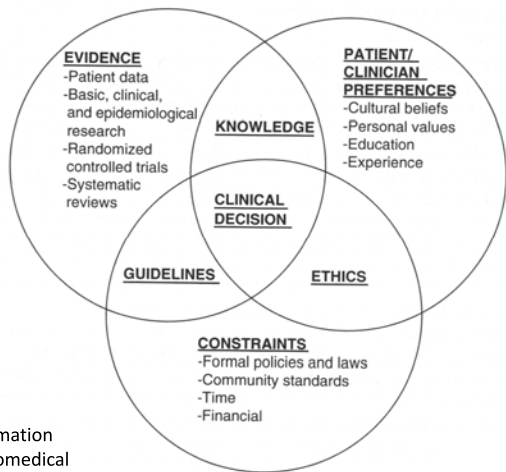 EVIDENCE
-Patient data
-Basic, clinical,
and epidemiological
research
-Randomized
controlled trials
-Systematic
reviews
PATIENT/
CLINICIAN
PREFERENCES
-Cultural beliefs
-Personal values
-Education
-Experience
KNOWLEDGE
CLINICAL
DECISION
GUIDELINES
ETHICS
CONSTRAINTS
-Formal policies and laws
-Community standards
-Time
-Financial
mation
omedical